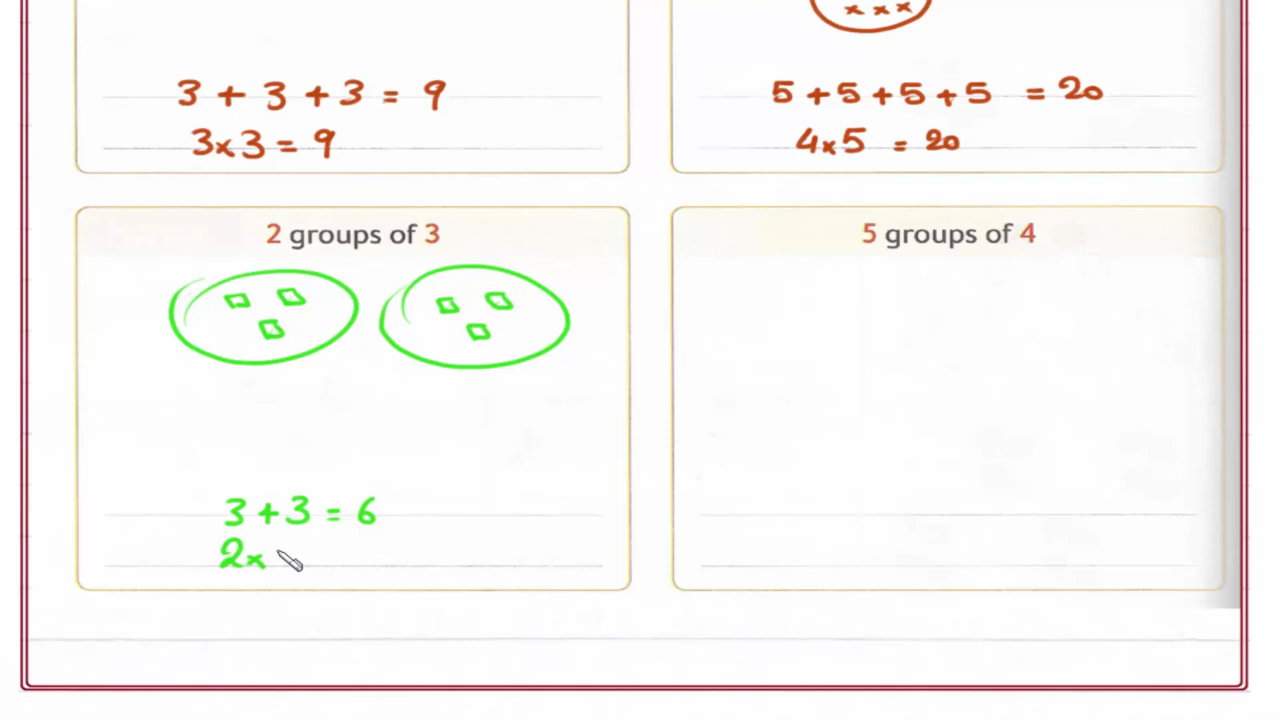 x x x
3 + 3 + 3 = 9
3x3 = 9
5 + 5 + 5 + 5 = 20
4x5 = 20
2 groups of 3
3 + 3 = 6
2x
5 groups of 4